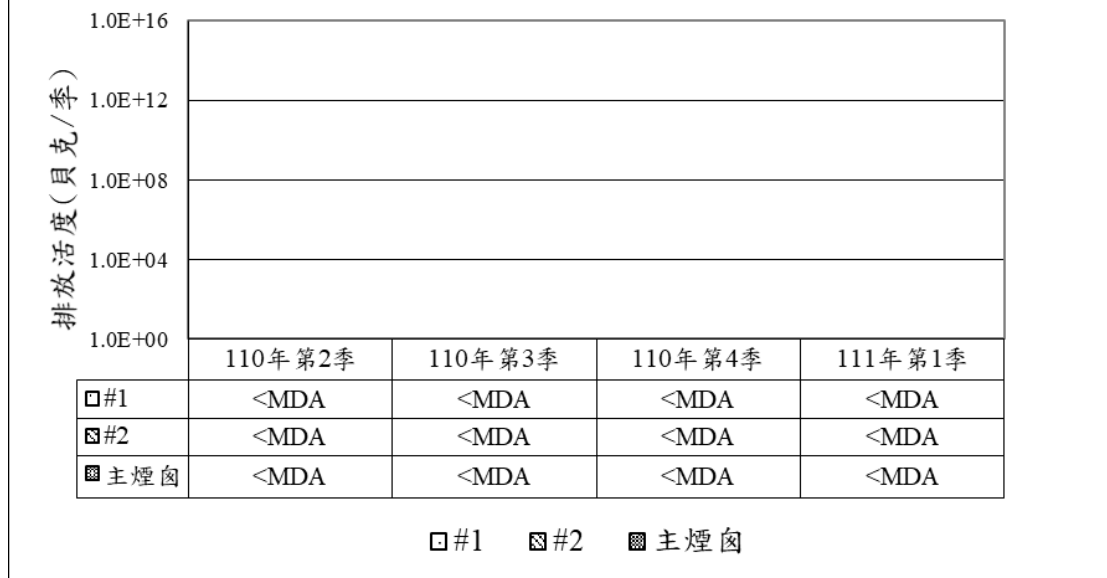 排放活度(貝克/季)
1.0E+16
1.0E+12
1.0E+08
1.0E+04
1.0E+00
110年第2季 110年第3季 110年第4季 111年第1季
#1 <MDA <MDA <MDA <MDA
#2 <MDA <MDA <MDA <MDA
主煙囪 <MDA <MDA <MDA <MDA
#1 #2 主煙囪